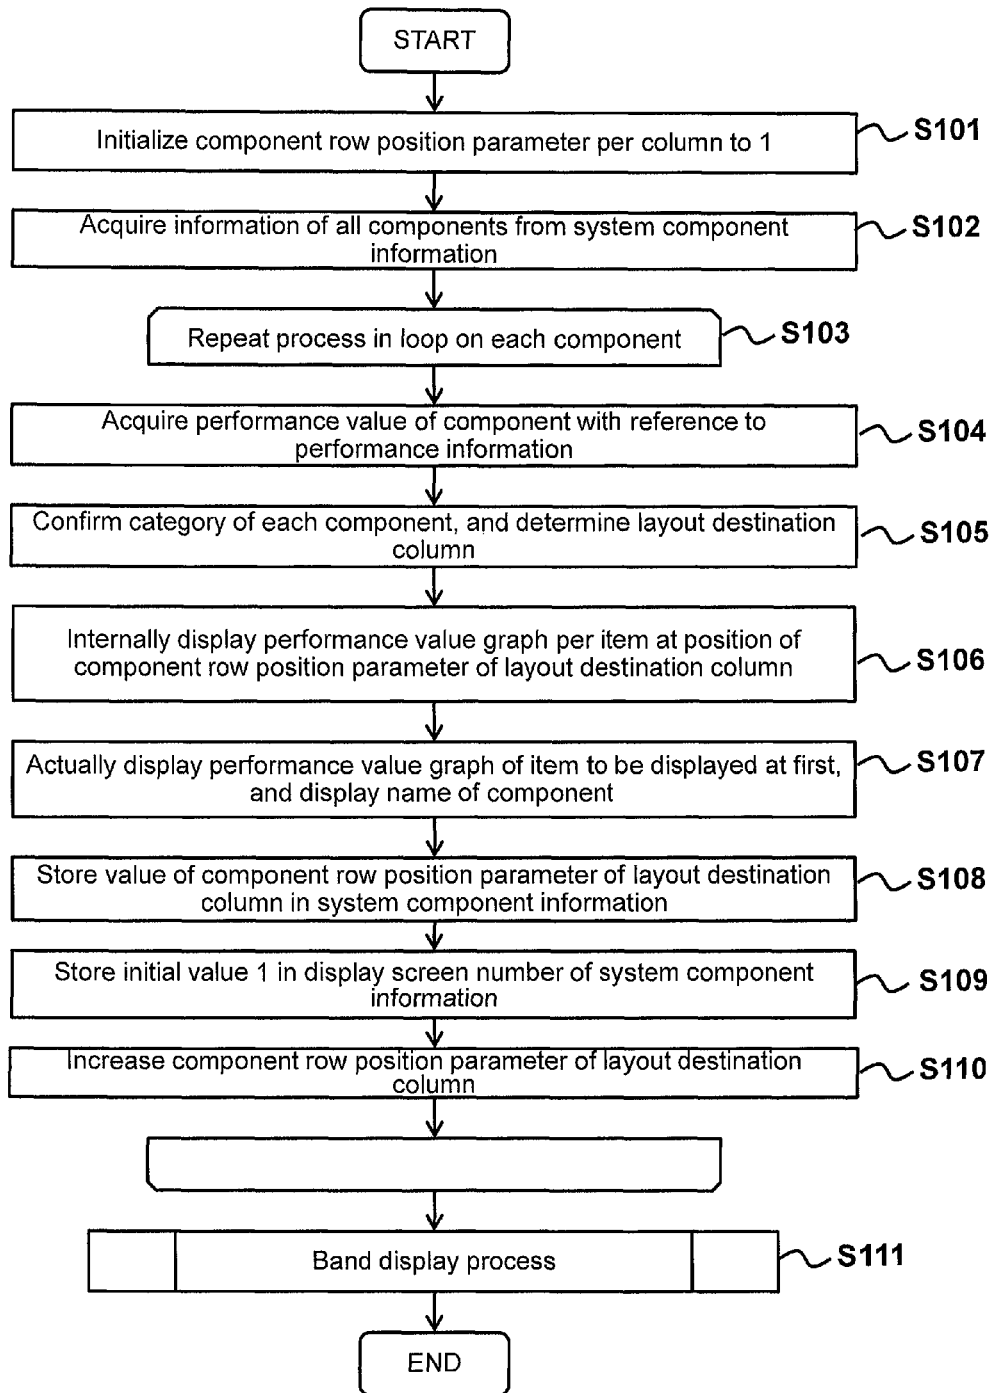 START
Initialize component row position parameter per column to 1
S101
Acquire information of all components from system component
information
S102
Repeat process in loop on each component
S103
Acquire performance value of component with reference to
performance information
S104
Confirm category of each component, and determine layout destination
column
S105
Internally display performance value graph per item at position of
component row position parameter of layout destination column
S106
Actually display performance value graph of item to be displayed at first,
and display name of component
S107
Store value of component row position parameter of layout destination
column in system component information
S108
Store initial value 1 in display screen number of system component
information
S109
Increase component row position parameter of layout destination
column
S110
Band display process
S111
END